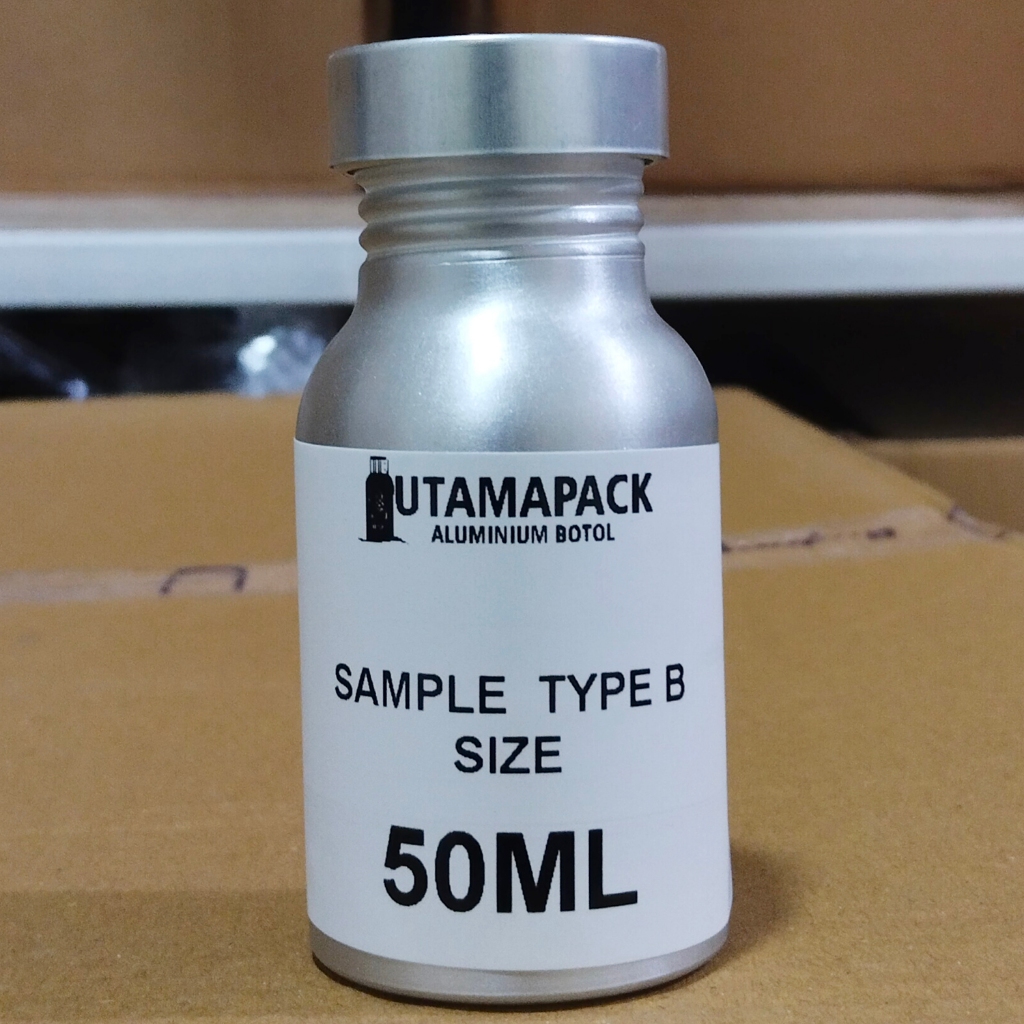 UTAMAPACK
ALUMINIUM BOTOL
SAMPLE TYPE B
SIZE
50ML